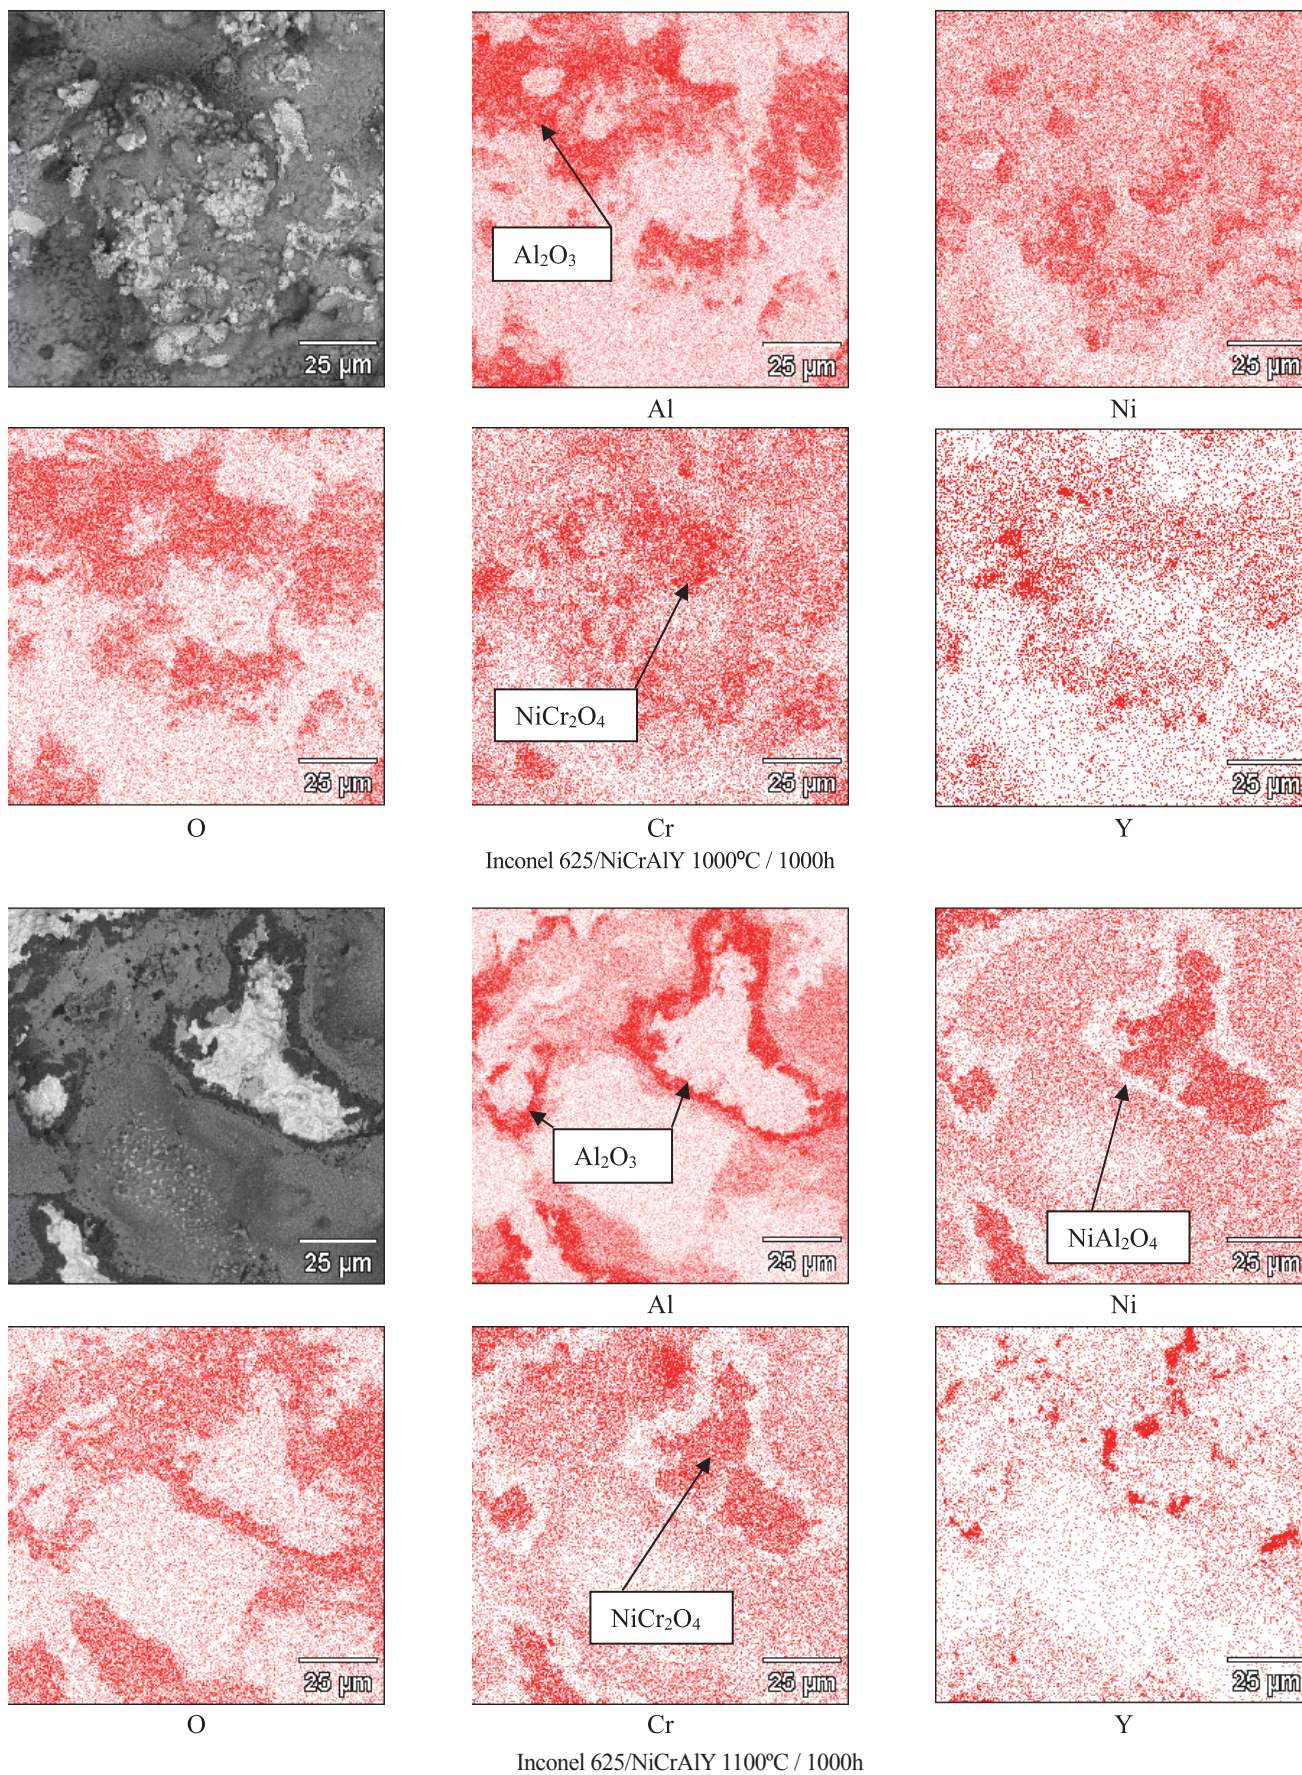 25 µm
Al₂O₃
25 µm
25 µm
Al
Ni
25 µm
NiCr₂O₄
25 µm
25 µm
O
Cr
Y
Inconel 625/NiCrAlY 1000ºC / 1000h
25 µm
Al₂O₃
25 µm
NiAl₂O₄
25 µm
Al
Ni
25 µm
NiCr₂O₄
25 µm
25 µm
O
Cr
Y
Inconel 625/NiCrAlY 1100ºC / 1000h